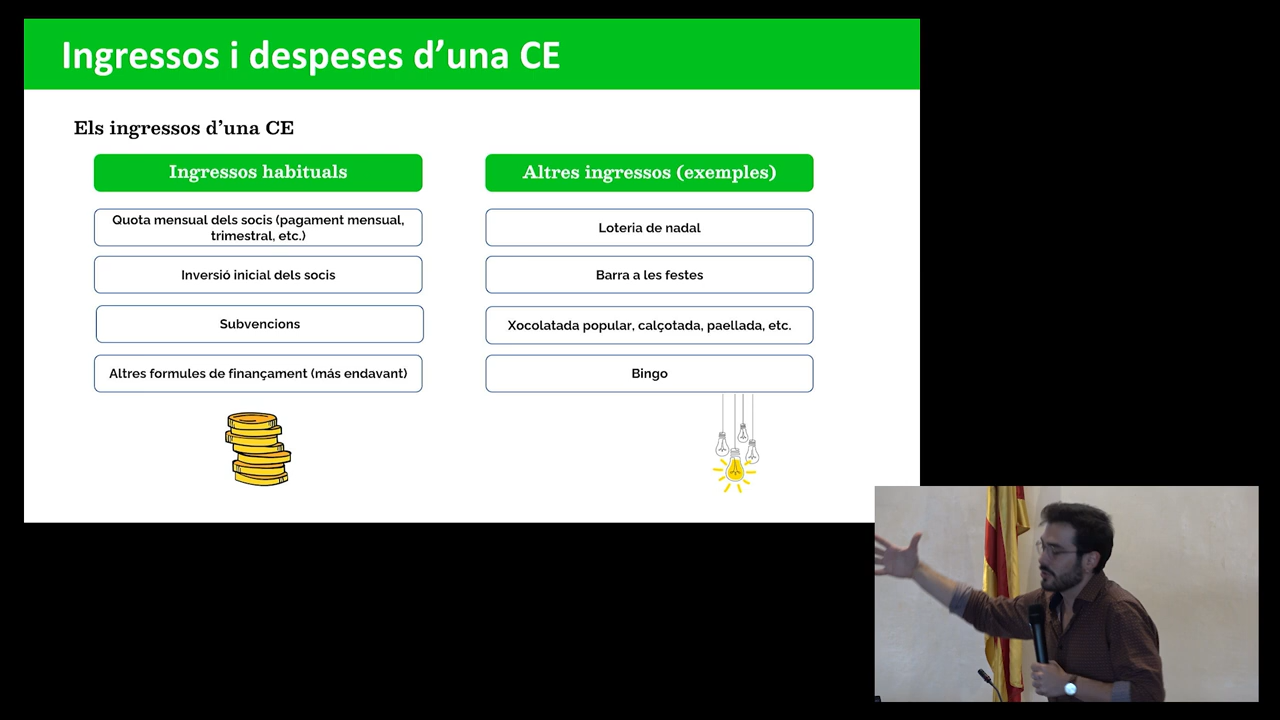 Ingressos i despeses d’una CE
Els ingressos d’una CE
Ingressos habituals
Quota mensual dels socis (pagament mensual,
trimestral, etc.)
Inversió inicial dels socis
Subvencions
Altres formules de finançament (más endavant)
Altres ingressos (exemples)
Loteria de nadal
Barra a les festes
Xocolatada popular, calçotada, paellada, etc.
Bingo